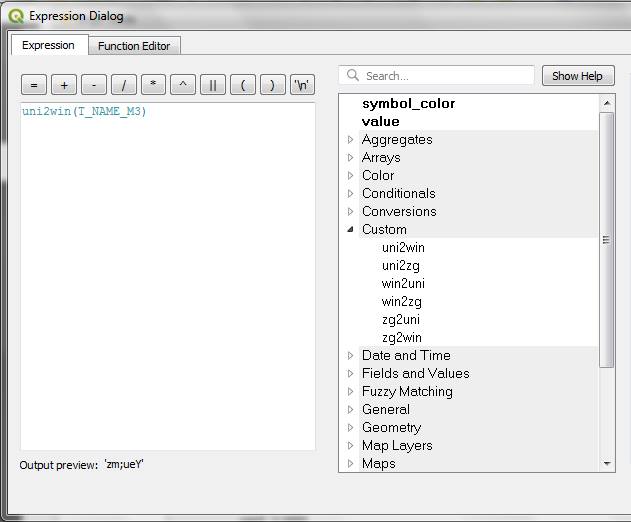 Expression Dialog
Expression
Function Editor
= + - / * ^ || ( ) '\n'
uni2win(T_NAME_M3)
Output preview: 'zm;ueY'
Search...
Show Help
symbol_color
value
Aggregates
Arrays
Color
Conditionals
Conversions
Custom
uni2win
uni2zg
win2uni
win2zg
zg2uni
zg2win
Date and Time
Fields and Values
Fuzzy Matching
General
Geometry
Map Layers
Maps